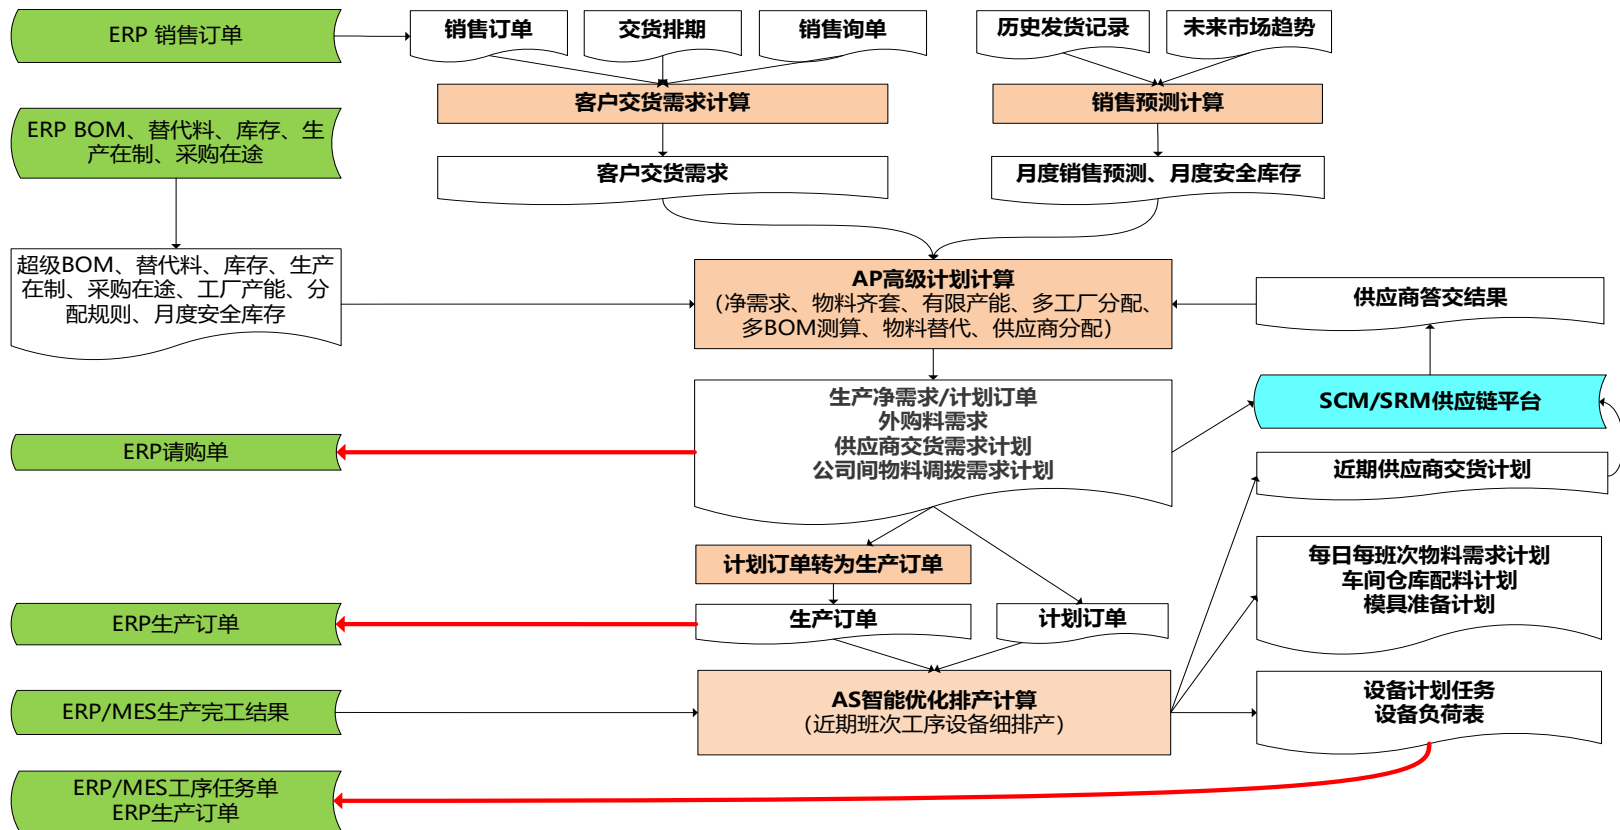 ERP 销售订单
销售订单
交货排期
销售询单
历史发货记录
未来市场趋势
客户交货需求计算
销售预测计算
ERP BOM、替代料、库存、生
产在制、采购在途
客户交货需求
月度销售预测、月度安全库存
超级BOM、替代料、库存、生产
在制、采购在途、工厂产能、分
配规则、月度安全库存
AP高级计划计算
（净需求、物料齐套、有限产能、多工厂分配、
多BOM测算、物料替代、供应商分配）
供应商答交结果
生产净需求/计划订单
外购料需求
供应商交货需求计划
公司间物料调拨需求计划
SCM/SRM供应链平台
ERP请购单
近期供应商交货计划
计划订单转为生产订单
每日每班次物料需求计划
车间仓库配料计划
模具准备计划
ERP生产订单
生产订单
计划订单
ERP/MES生产完工结果
AS智能优化排产计算
（近期班次工序设备细排产）
设备计划任务
设备负荷表
ERP/MES工序任务单
ERP生产订单